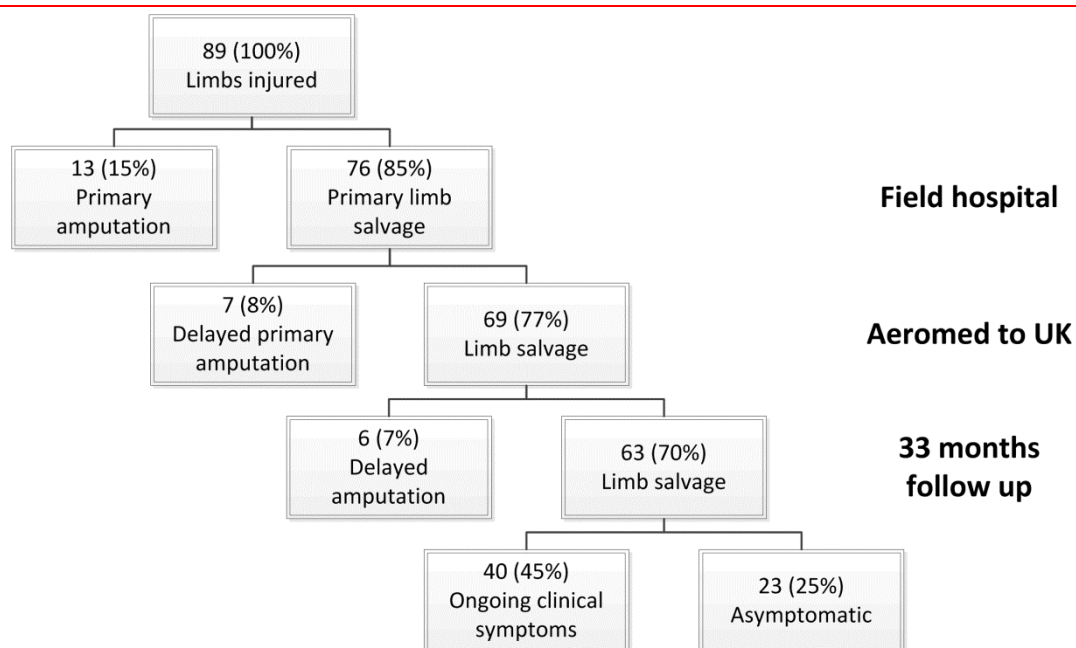 89 (100%)
Limbs injured
13 (15%)
Primary
amputation
76 (85%)
Primary limb
salvage
Field hospital
7 (8%)
Delayed primary
amputation
69 (77%)
Limb salvage
Aeromed to UK
6 (7%)
Delayed
amputation
63 (70%)
Limb salvage
33 months
follow up
40 (45%)
Ongoing clinical
symptoms
23 (25%)
Asymptomatic